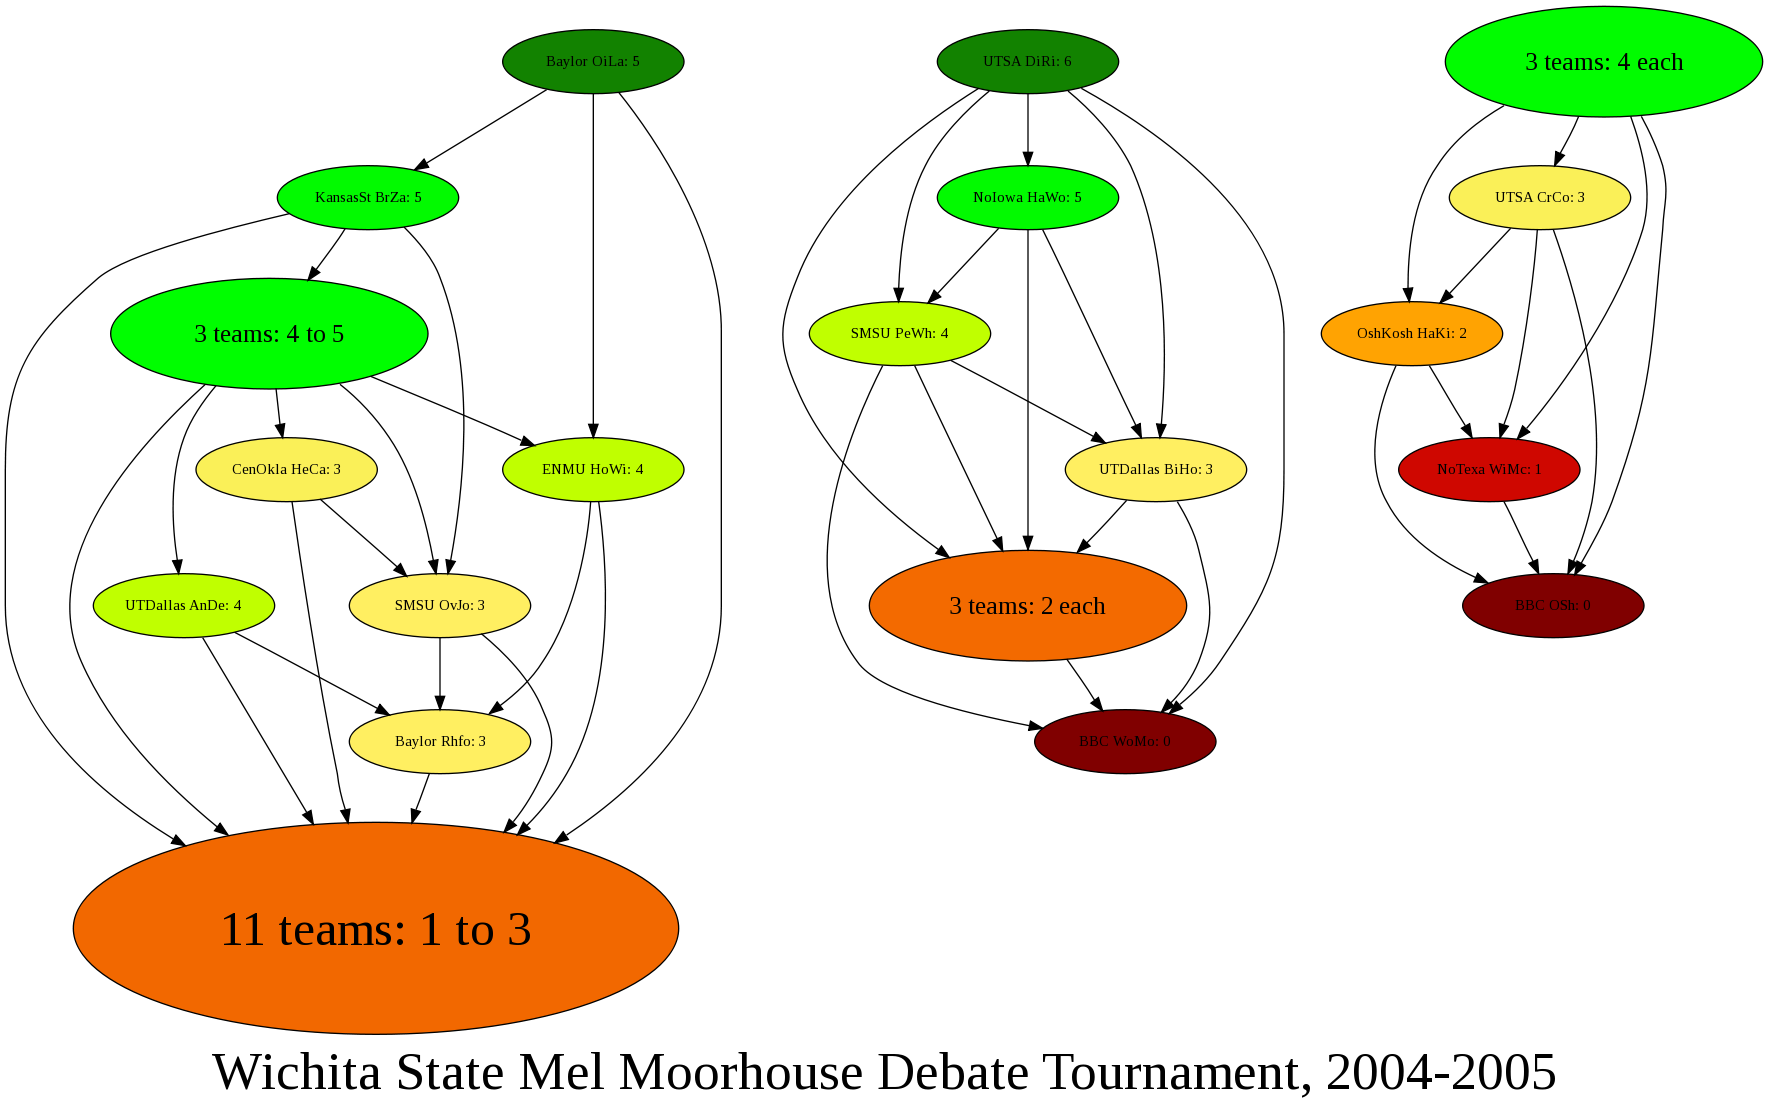 Baylor OiLa: 5
KansasSt BrZa: 5
3 teams: 4 to 5
CenOkla HeCa: 3
ENMU HoWi: 4
UTDallas AnDe: 4
SMSU OvJo: 3
Baylor Rhfo: 3
11 teams: 1 to 3
UTSA DiRi: 6
NoIowa HaWo: 5
SMSU PeWh: 4
UTDallas BiHo: 3
3 teams: 2 each
BBC WoMo: 0
3 teams: 4 each
UTSA CrCo: 3
OshKosh HaKi: 2
NoTexa WiMc: 1
BBC OSh: 0
Wichita State Mel Moorhouse Debate Tournament, 2004-2005